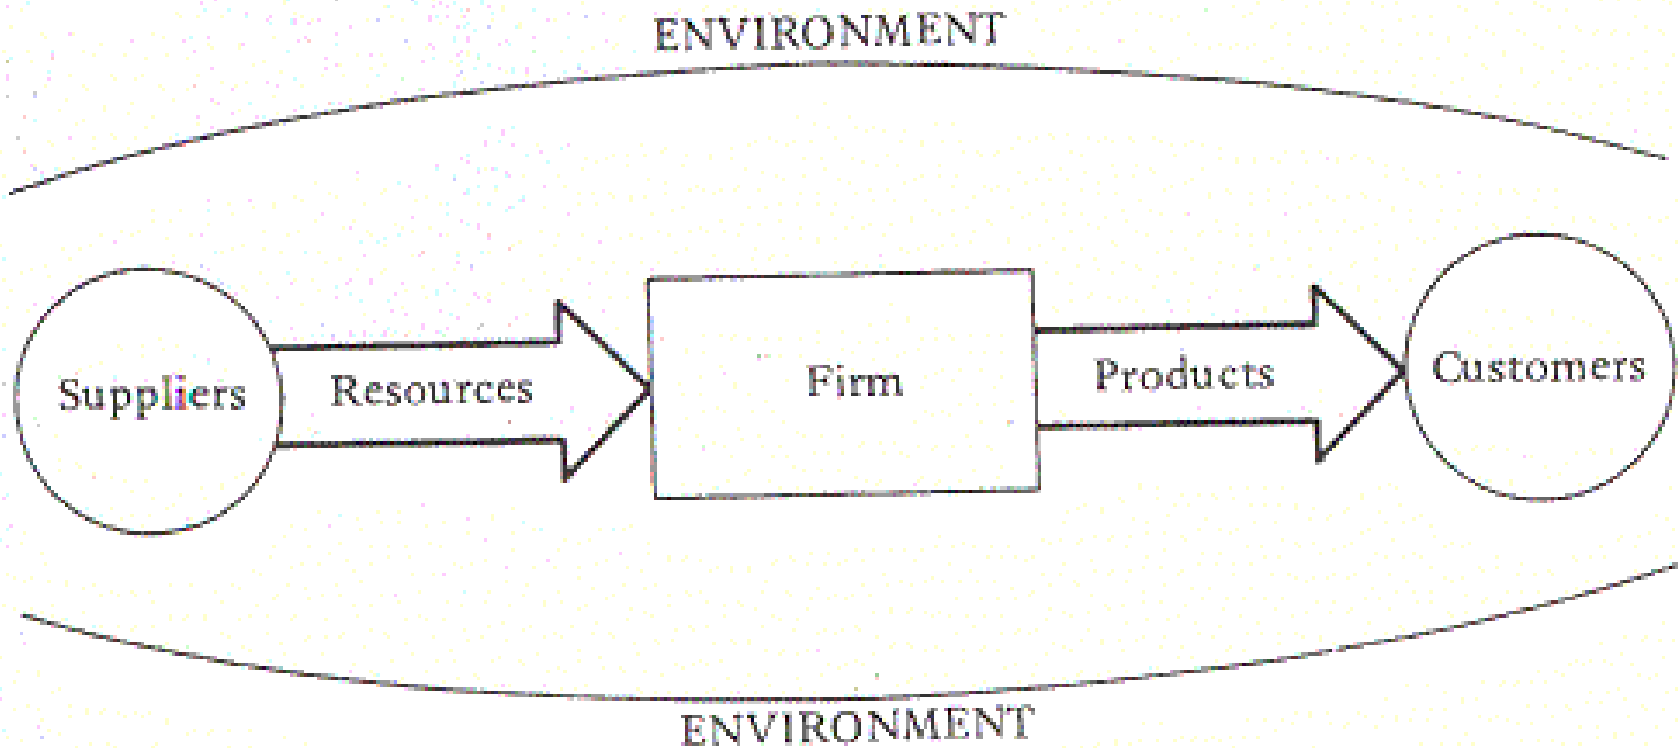 ENVIRONMENT
Suppliers
Resources
Firm
Products
Customers
ENVIRONMENT